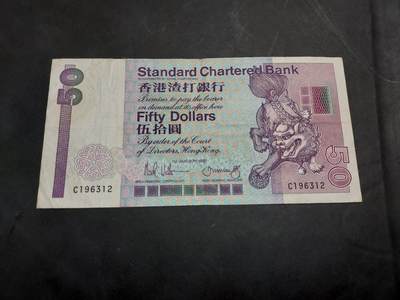 50
Standard Chartered Bank
香港渣打銀行
Promises to pay the bearer
on demand at its office here
Fifty Dollars
伍拾圓
By order of the Court
of Directors, Hong Kong.
C196312
C196312
50